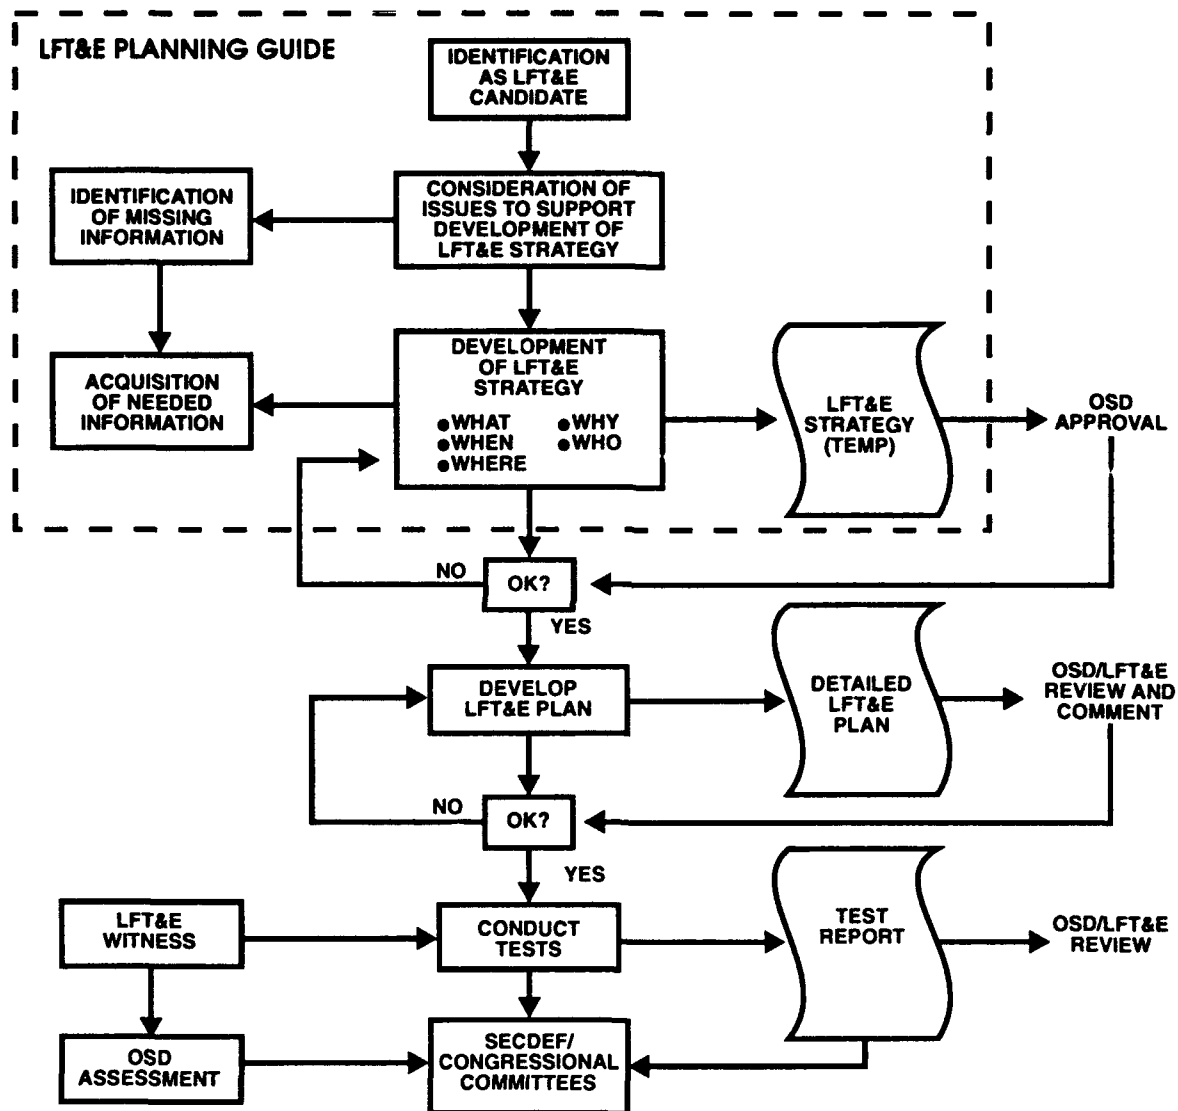 LFT&E PLANNING GUIDE
IDENTIFICATION
AS LFT&E
CANDIDATE
IDENTIFICATION
OF MISSING
INFORMATION
CONSIDERATION OF
ISSUES TO SUPPORT
DEVELOPMENT OF
LFT&E STRATEGY
ACQUISITION
OF NEEDED
INFORMATION
DEVELOPMENT
OF LFT&E
STRATEGY
●WHAT ●WHY
●WHEN ●WHO
●WHERE
LFT&E
STRATEGY
(TEMP)
OSD
APPROVAL
NO
OK?
YES
DEVELOP
LFT&E PLAN
DETAILED
LFT&E
PLAN
OSD/LFT&E
REVIEW AND
COMMENT
NO
OK?
YES
LFT&E
WITNESS
CONDUCT
TESTS
TEST
REPORT
OSD/LFT&E
REVIEW
OSD
ASSESSMENT
SECDEF/
CONGRESSIONAL
COMMITTEES